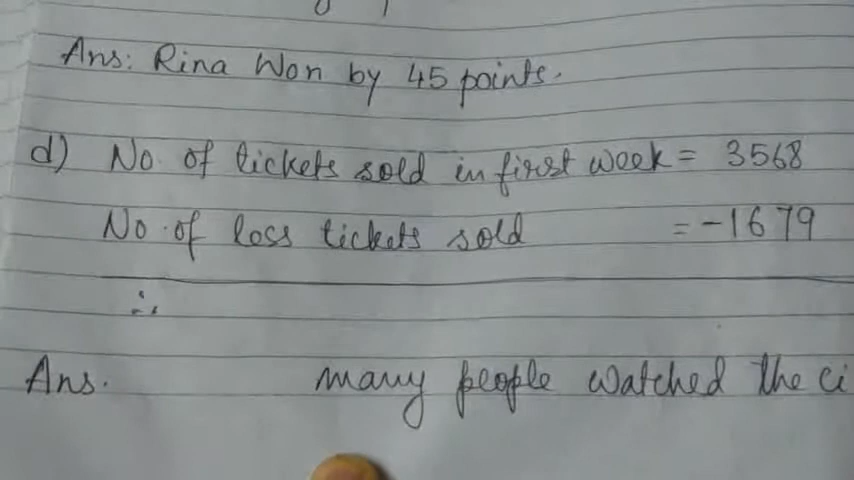 Ans: Rina Won by 45 points.
d) No. of tickets sold in first week = 3568
No. of less tickets sold = -1679
∴
Ans. many people watched the ci